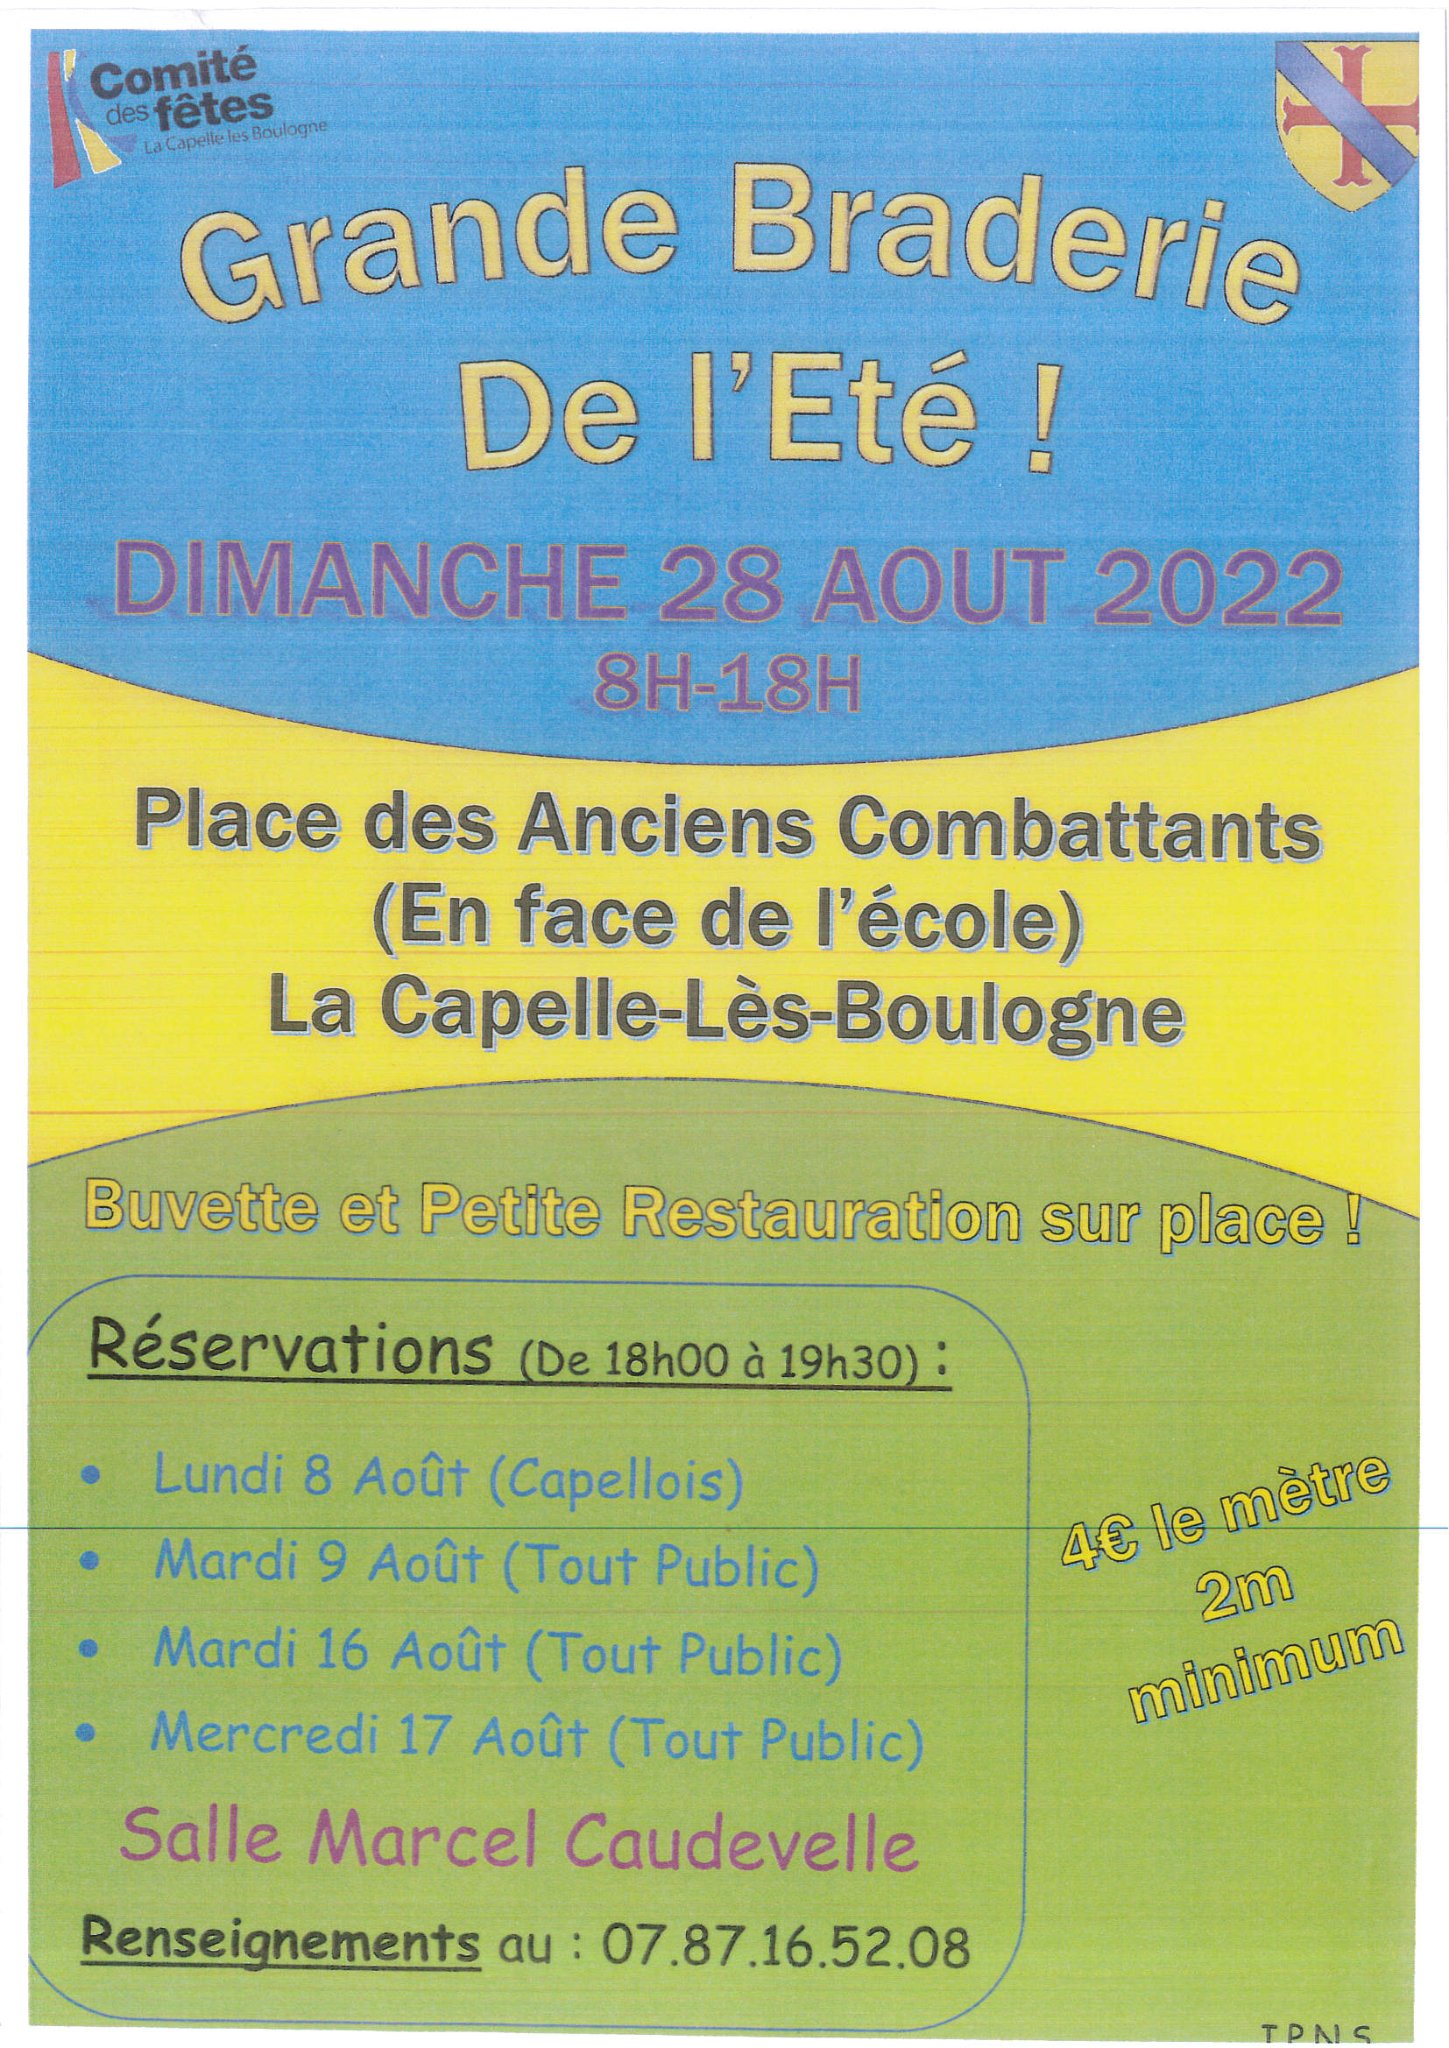 Comité
des fêtes
La Capelle les Boulogne
Grande Braderie
De l'Eté !
DIMANCHE 28 AOUT 2022
8H-18H
Place des Anciens Combattants
(En face de l'école)
La Capelle-Lès-Boulogne
Buvette et Petite Restauration sur place !
Réservations (De 18h00 à 19h30) :
• Lundi 8 Août (Capellois)
• Mardi 9 Août (Tout Public)
• Mardi 16 Août (Tout Public)
• Mercredi 17 Août (Tout Public)
Salle Marcel Caudevelle
Renseignements au : 07.87.16.52.08
4€ le mètre
2m
minimum
I P N S